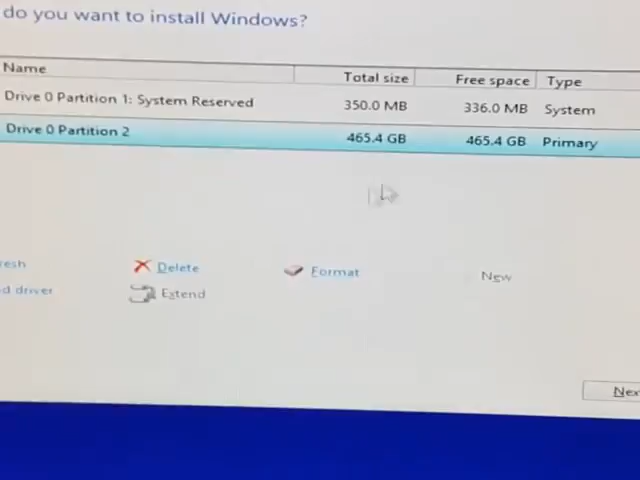 do you want to install Windows?
Name Total size Free space Type
Drive 0 Partition 1: System Reserved 350.0 MB 336.0 MB System
Drive 0 Partition 2 465.4 GB 465.4 GB Primary
Delete Format New
driver Extend